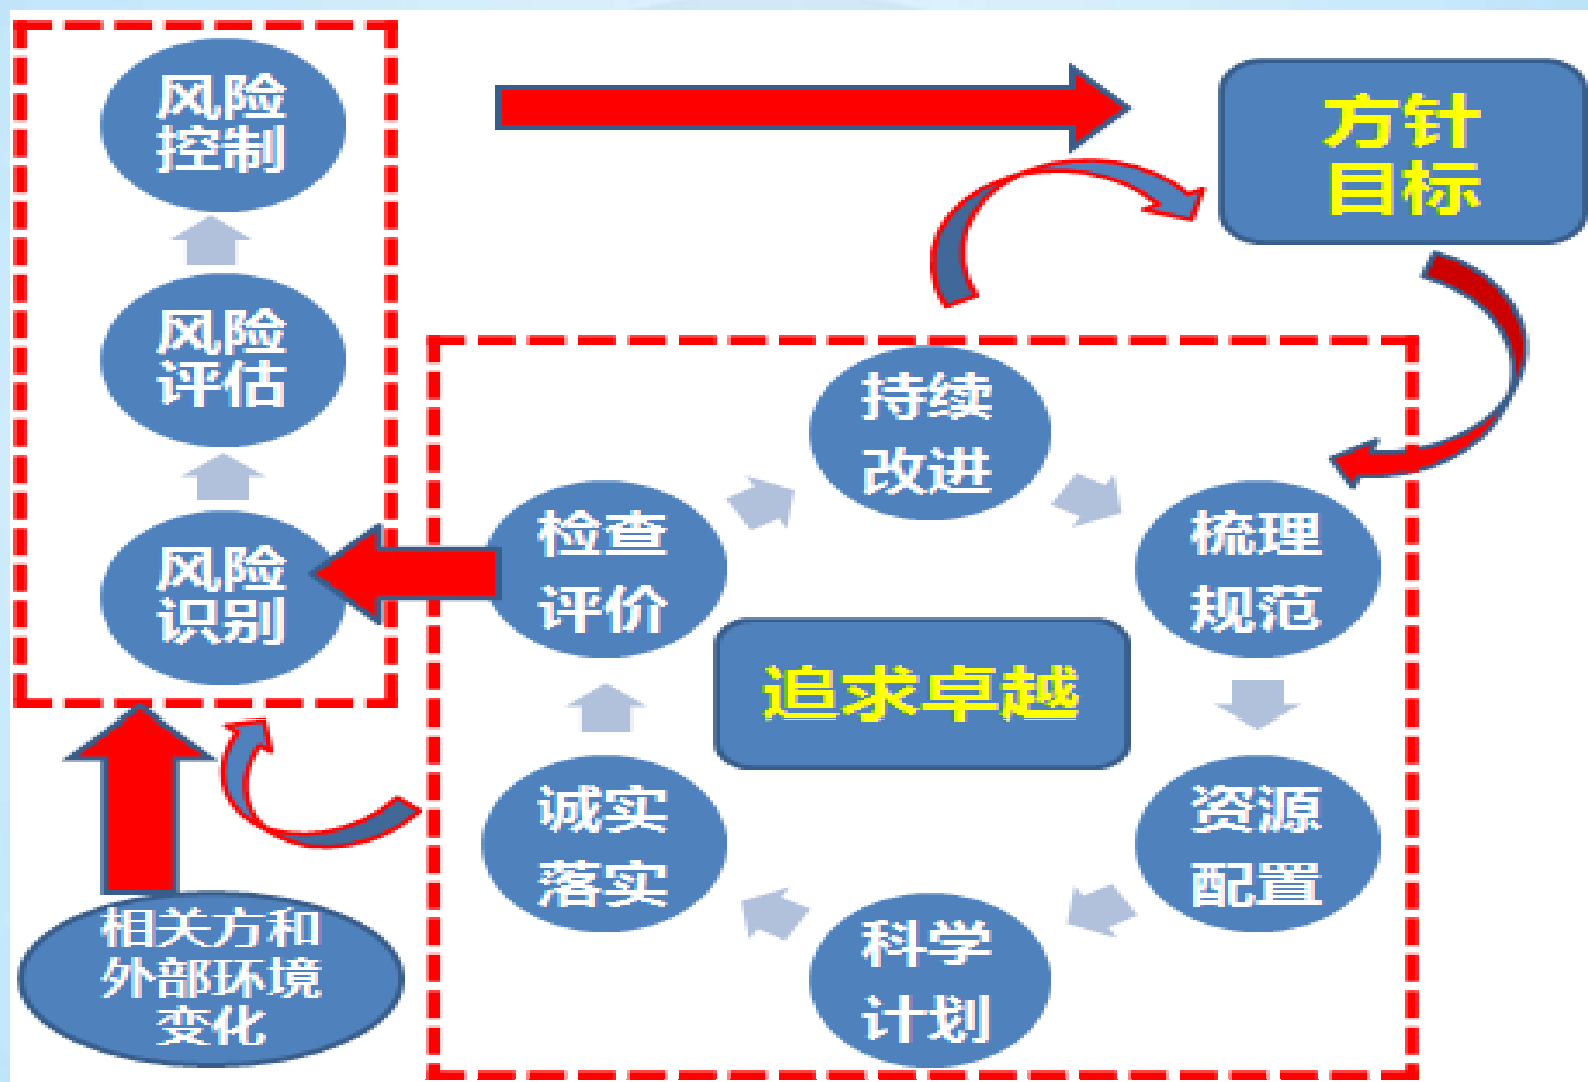 风险
控制
风险
评估
风险
识别
相关方和
外部环境
变化
方针
目标
持续
改进
梳理
规范
资源
配置
科学
计划
诚实
落实
检查
评价
追求卓越